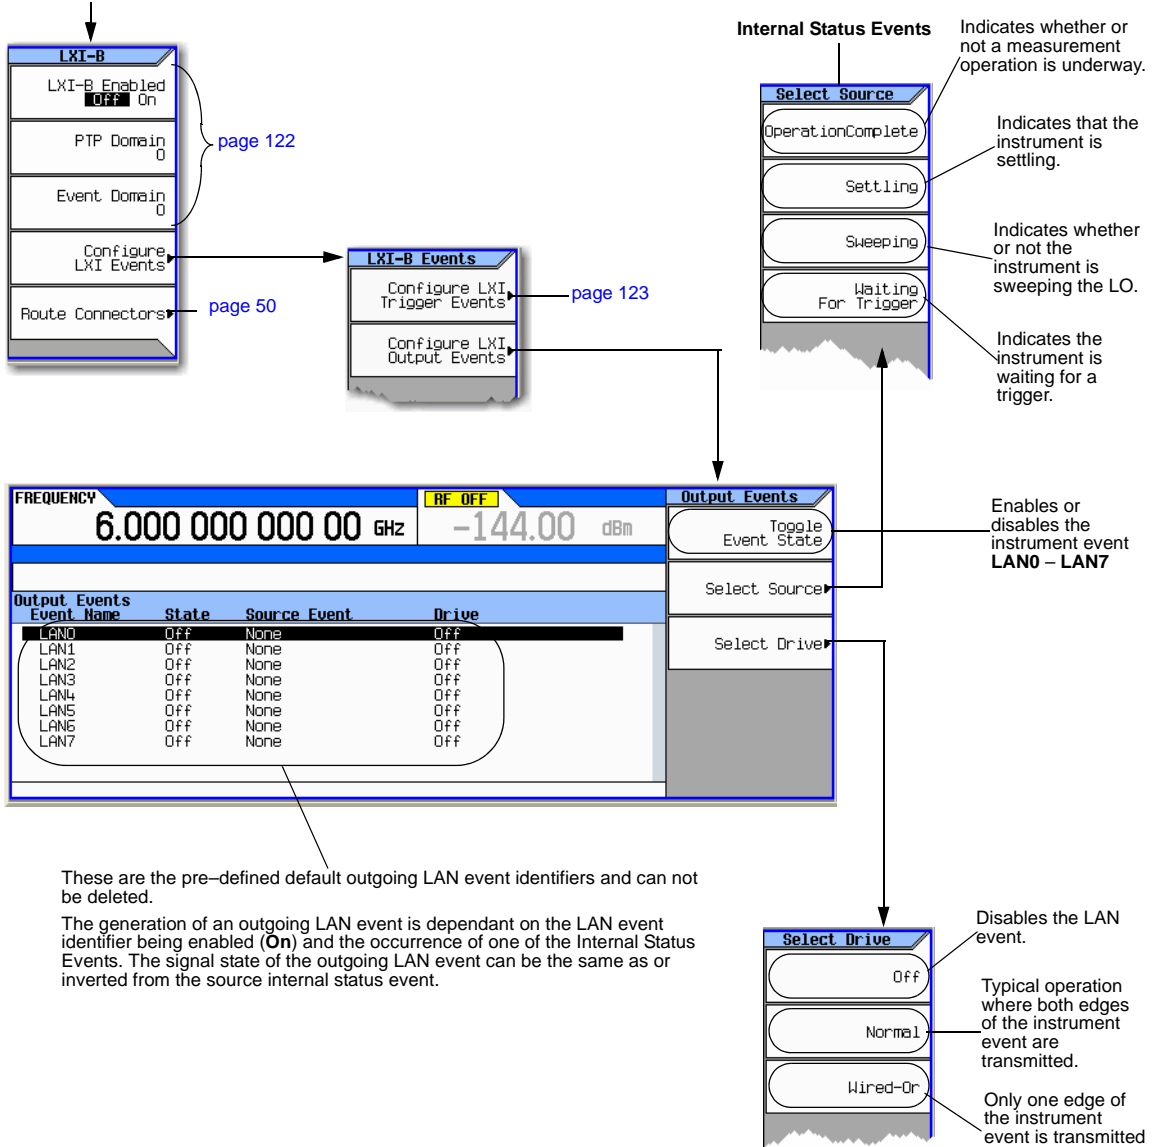 LXI-B
LXI-B Enabled
Off On
PTP Domain
0
Event Domain
0
Configure
LXI Events
Route Connectors
page 122
page 50
LXI-B Events
Configure LXI
Trigger Events
Configure LXI
Output Events
page 123
Internal Status Events
Select Source
OperationComplete
Settling
Sweeping
Waiting
For Trigger
Indicates whether or
not a measurement
operation is underway.
Indicates that the
instrument is
settling.
Indicates whether
or not the
instrument is
sweeping the LO.
Indicates the
instrument is
waiting for a
trigger.
FREQUENCY
6.000 000 000 00 GHz
RF OFF
-144.00 dBm
Output Events
Event Name State Source Event Drive
LAN0 Off None Off
LAN1 Off None Off
LAN2 Off None Off
LAN3 Off None Off
LAN4 Off None Off
LAN5 Off None Off
LAN6 Off None Off
LAN7 Off None Off
Output Events
Toggle
Event State
Select Source
Select Drive
Enables or
disables the
instrument event
LAN0 – LAN7
These are the pre–defined default outgoing LAN event identifiers and can not
be deleted.
The generation of an outgoing LAN event is dependant on the LAN event
identifier being enabled (On) and the occurrence of one of the Internal Status
Events. The signal state of the outgoing LAN event can be the same as or
inverted from the source internal status event.
Select Drive
Off
Normal
Wired-Or
Disables the LAN
event.
Typical operation
where both edges
of the instrument
event are
transmitted.
Only one edge of
the instrument
event is transmitted